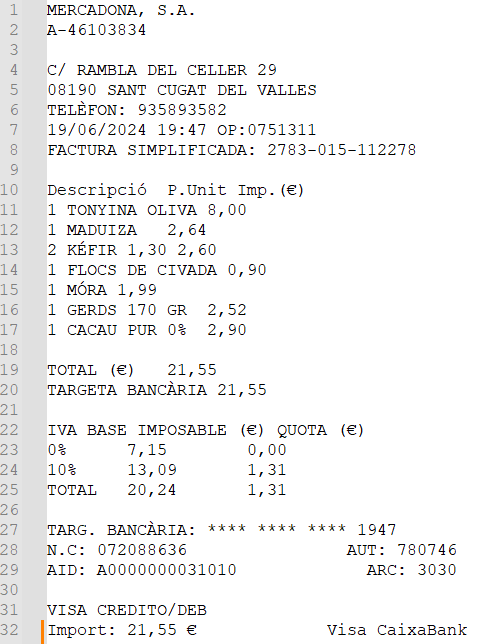 1 MERCADONA, S.A.
2 A-46103834
3
4 C/ RAMBLA DEL CELLER 29
5 08190 SANT CUGAT DEL VALLES
6 TELÈFON: 935893582
7 19/06/2024 19:47 OP:0751311
8 FACTURA SIMPLIFICADA: 2783-015-112278
9
10 Descripció P.Unit Imp.(€)
11 1 TONYINA OLIVA 8,00
12 1 MADUIZA 2,64
13 2 KÉFIR 1,30 2,60
14 1 FLOCS DE CIVADA 0,90
15 1 MÓRA 1,99
16 1 GERDS 170 GR 2,52
17 1 CACAU PUR 0% 2,90
18
19 TOTAL (€) 21,55
20 TARGETA BANCÀRIA 21,55
21
22 IVA BASE IMPOSABLE (€) QUOTA (€)
23 0% 7,15 0,00
24 10% 13,09 1,31
25 TOTAL 20,24 1,31
26
27 TARG. BANCÀRIA: **** **** **** 1947
28 N.C: 072088636 AUT: 780746
29 AID: A0000000031010 ARC: 3030
30
31 VISA CREDITO/DEB
32 Import: 21,55 € Visa CaixaBank